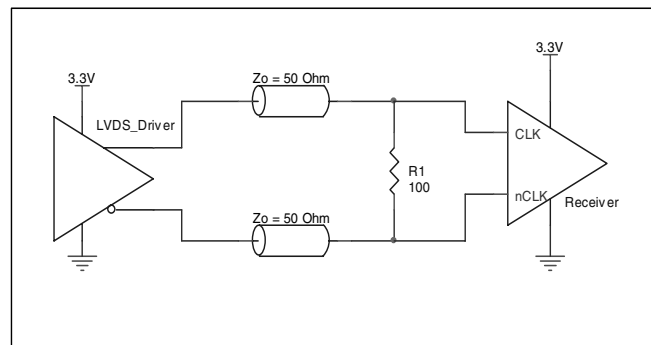 3.3V
Zo = 50 Ohm
3.3V
LVDS_Driver
CLK
R1
100
nCLK
Receiver
Zo = 50 Ohm